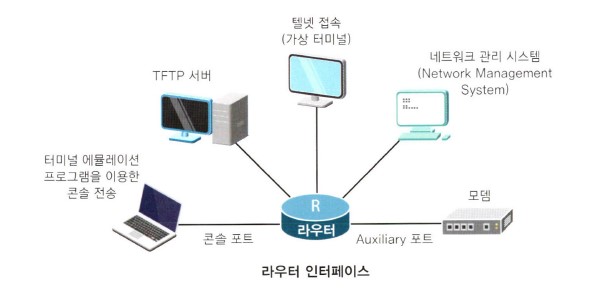 텔넷 접속
(가상 터미널)
네트워크 관리 시스템
(Network Management
System)
TFTP 서버
터미널 에뮬레이션
프로그램을 이용한
콘솔 전송
모뎀
R
라우터
콘솔 포트
Auxiliary 포트
라우터 인터페이스